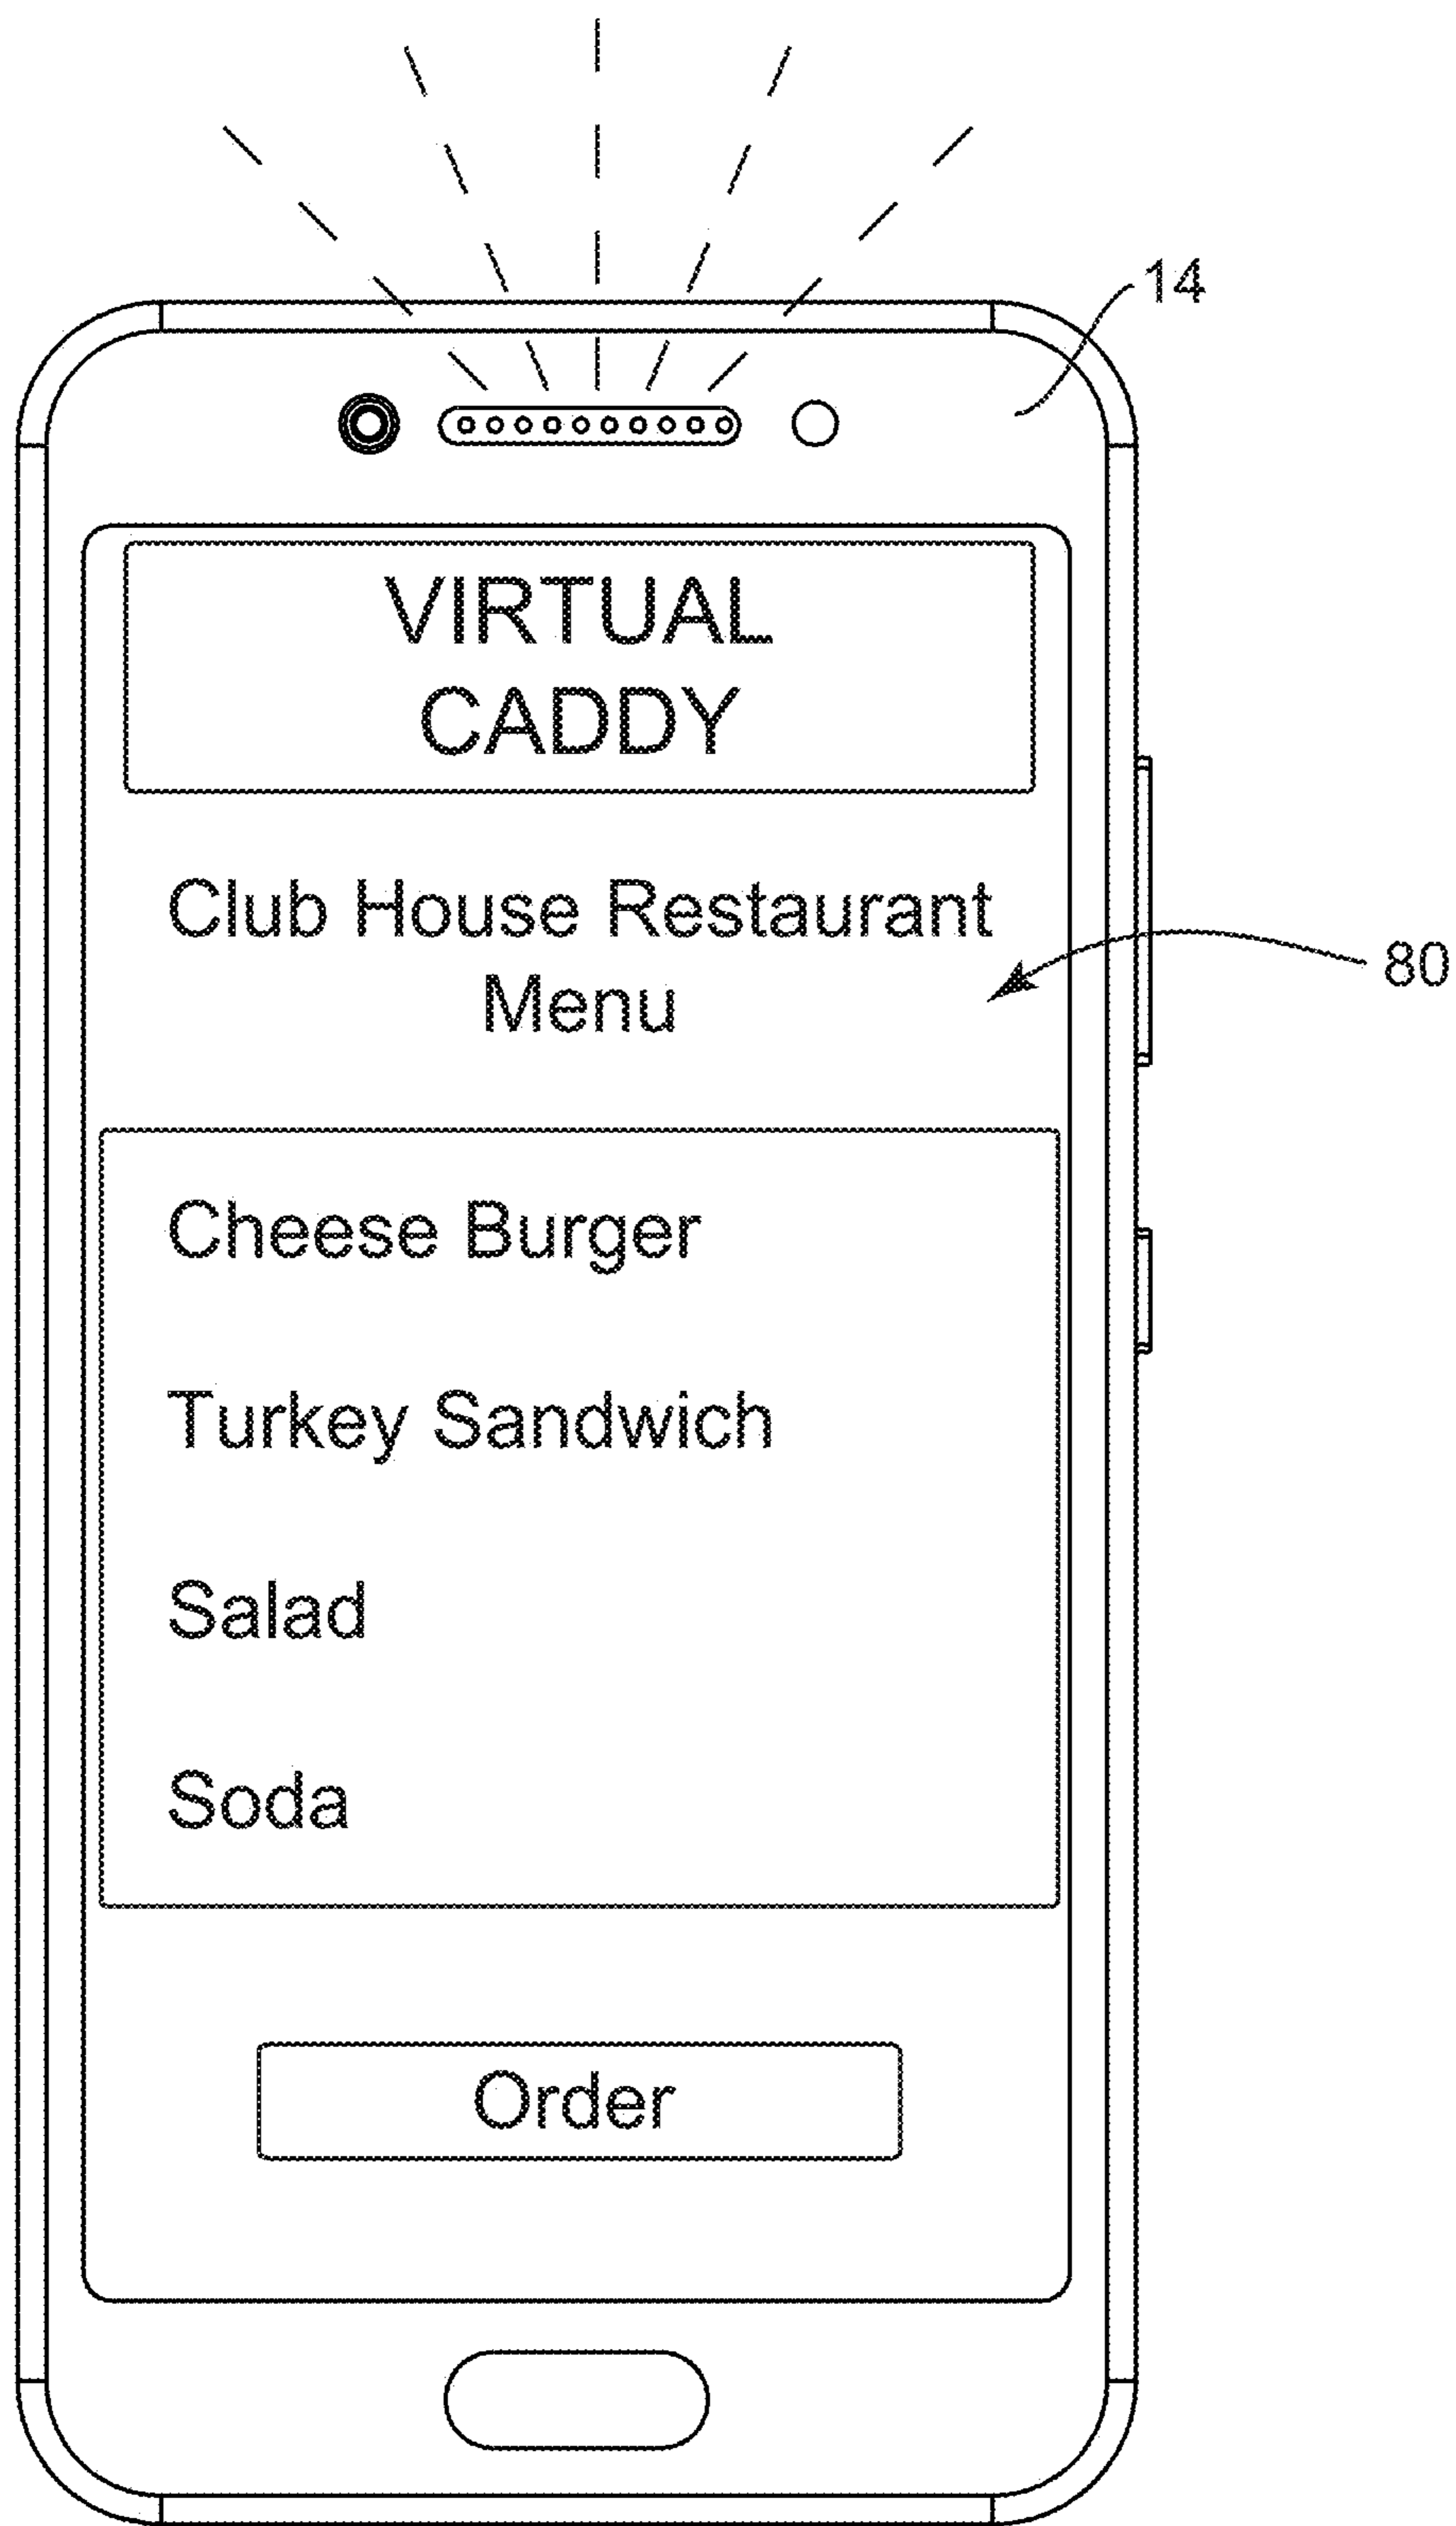 14
VIRTUAL
CADDY
Club House Restaurant
Menu
80
Cheese Burger
Turkey Sandwich
Salad
Soda
Order